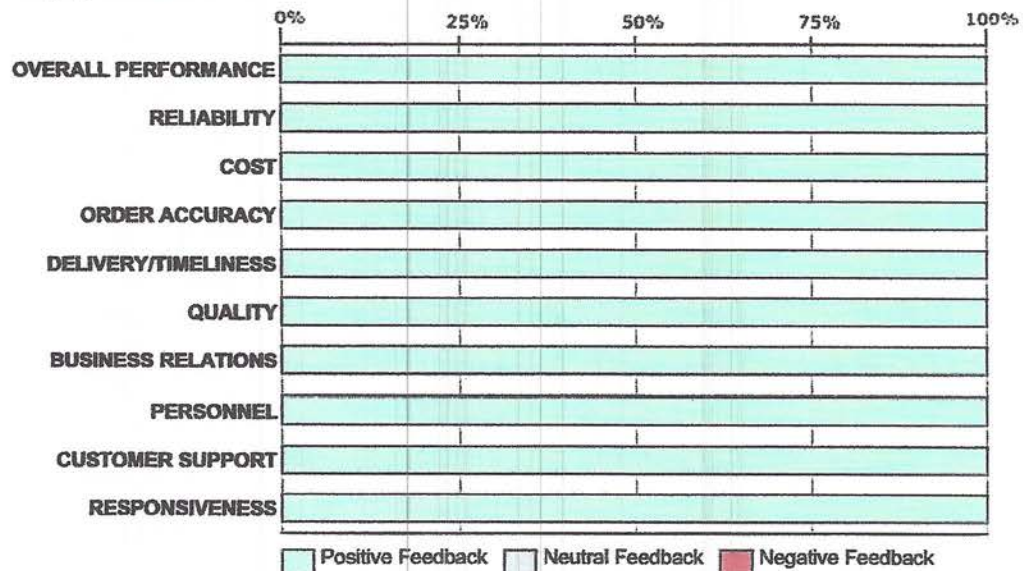 0% 25% 50% 75% 100%
OVERALL PERFORMANCE
RELIABILITY
COST
ORDER ACCURACY
DELIVERY/TIMELINESS
QUALITY
BUSINESS RELATIONS
PERSONNEL
CUSTOMER SUPPORT
RESPONSIVENESS
Positive Feedback Neutral Feedback Negative Feedback